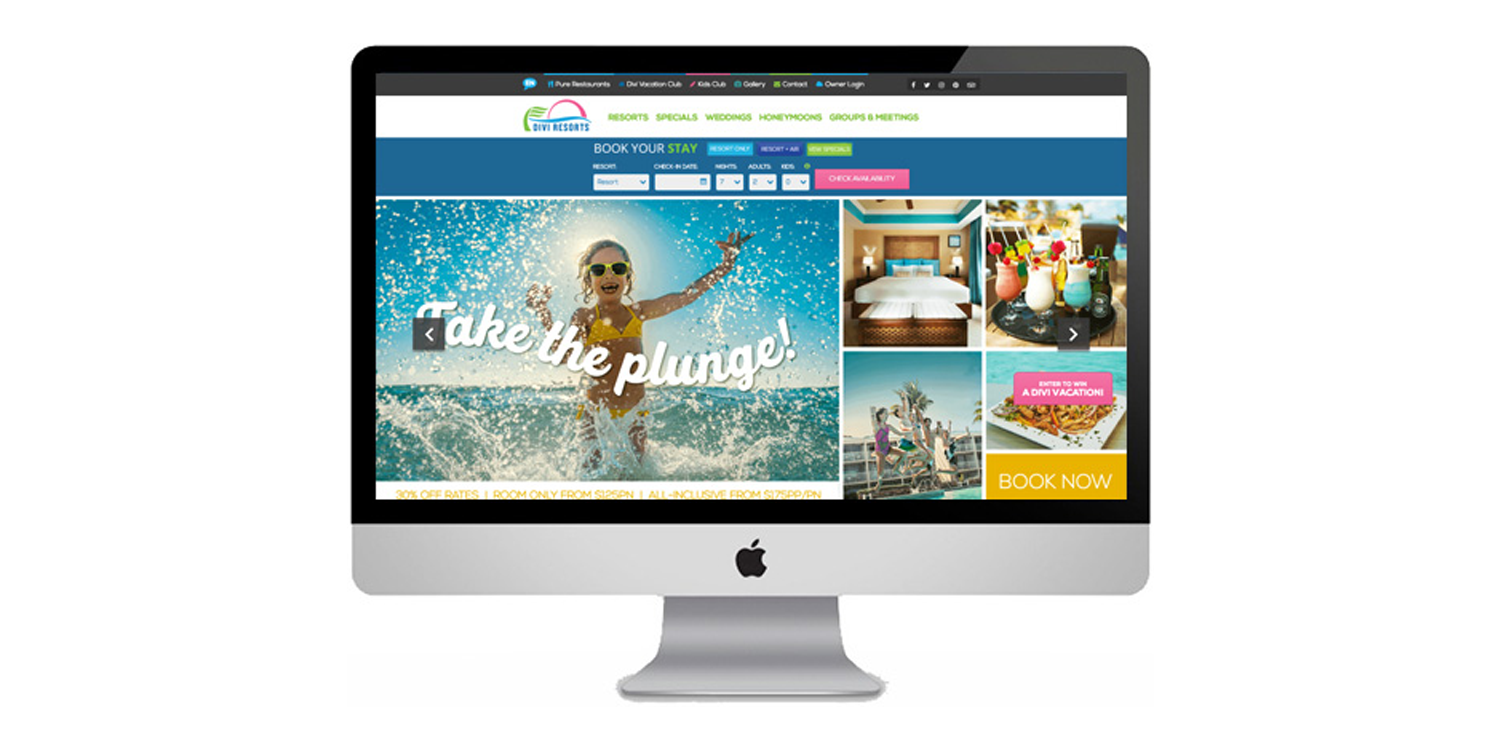 EN Pure Restaurants Divi Vacation Club Kids Club Gallery Contact Owner Login
DIVI RESORTS
RESORTS SPECIALS WEDDINGS HONEYMOONS GROUPS & MEETINGS
BOOK YOUR STAY RESORT ONLY RESORT + AIR VIEW SPECIALS
RESORT: CHECK-IN DATE: NIGHTS: ADULTS: KIDS:
Resort 7 2 0 CHECK AVAILABILITY
Take the plunge!
ENTER TO WIN
A DIVI VACATION!
BOOK NOW
30% OFF RATES | ROOM ONLY FROM $125PN | ALL-INCLUSIVE FROM $175PP/PN